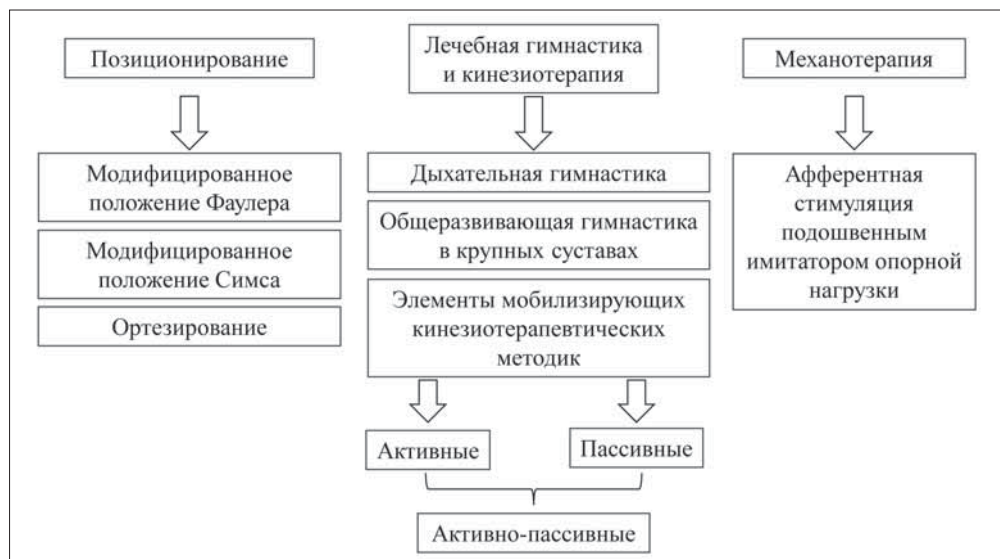 Позиционирование
Модифицированное
положение Фаулера
Модифицированное
положение Симса
Ортезирование
Лечебная гимнастика
и кинезиотерапия
Дыхательная гимнастика
Общеразвивающая гимнастика
в крупных суставах
Элементы мобилизирующих
кинезиотерапевтических
методик
Активные
Пассивные
Активно-пассивные
Механотерапия
Афферентная
стимуляция
подошвенным
имитатором опорной
нагрузки